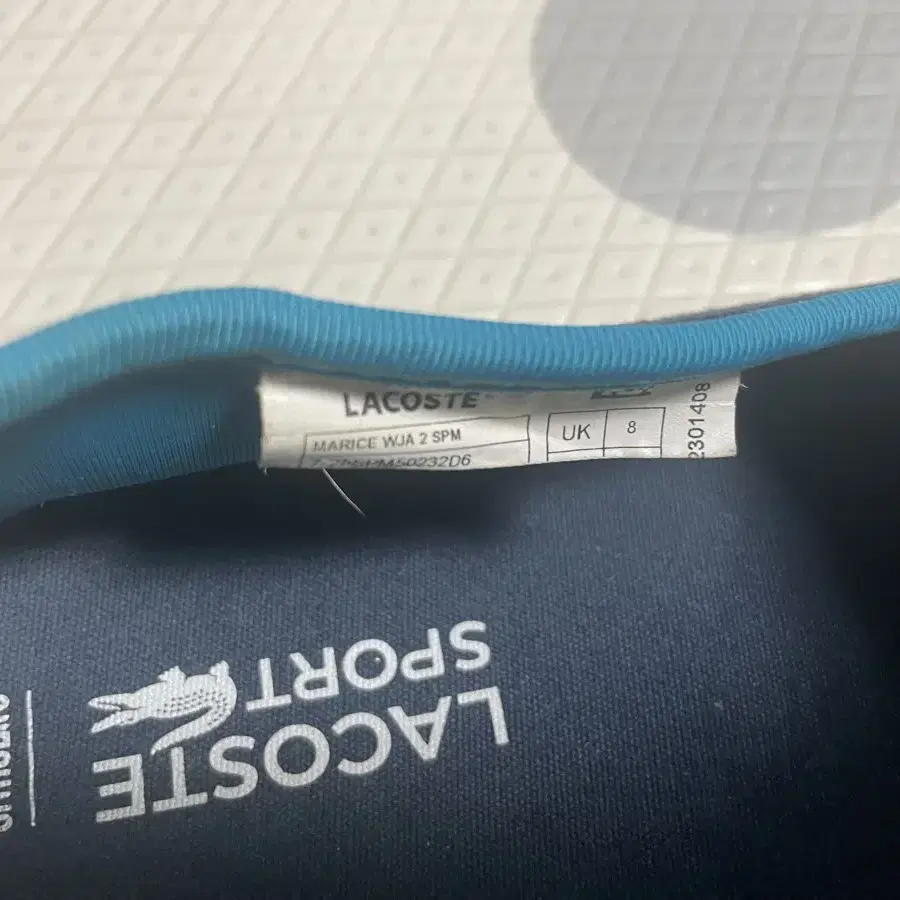 LACOSTE
MARICE WJA 2 SPM
UK 8
2301408
LACOSTE
SPORT